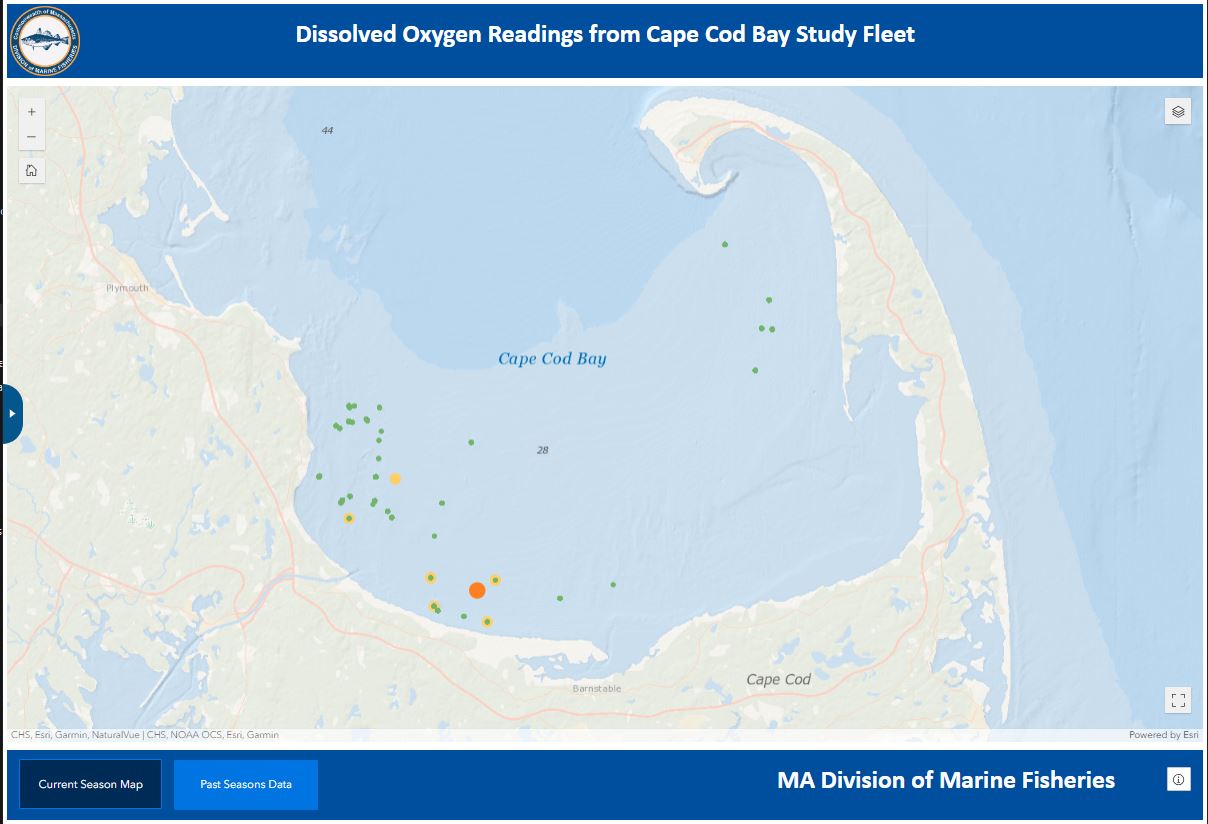 Commonwealth of Massachusetts
DIVISION of MARINE FISHERIES
Dissolved Oxygen Readings from Cape Cod Bay Study Fleet
+
−
44
Plymouth
Cape Cod Bay
28
Cape Cod
Barnstable
CHS, Esri, Garmin, NaturalVue | CHS, NOAA OCS, Esri, Garmin
Powered by Esri
Current Season Map
Past Seasons Data
MA Division of Marine Fisheries